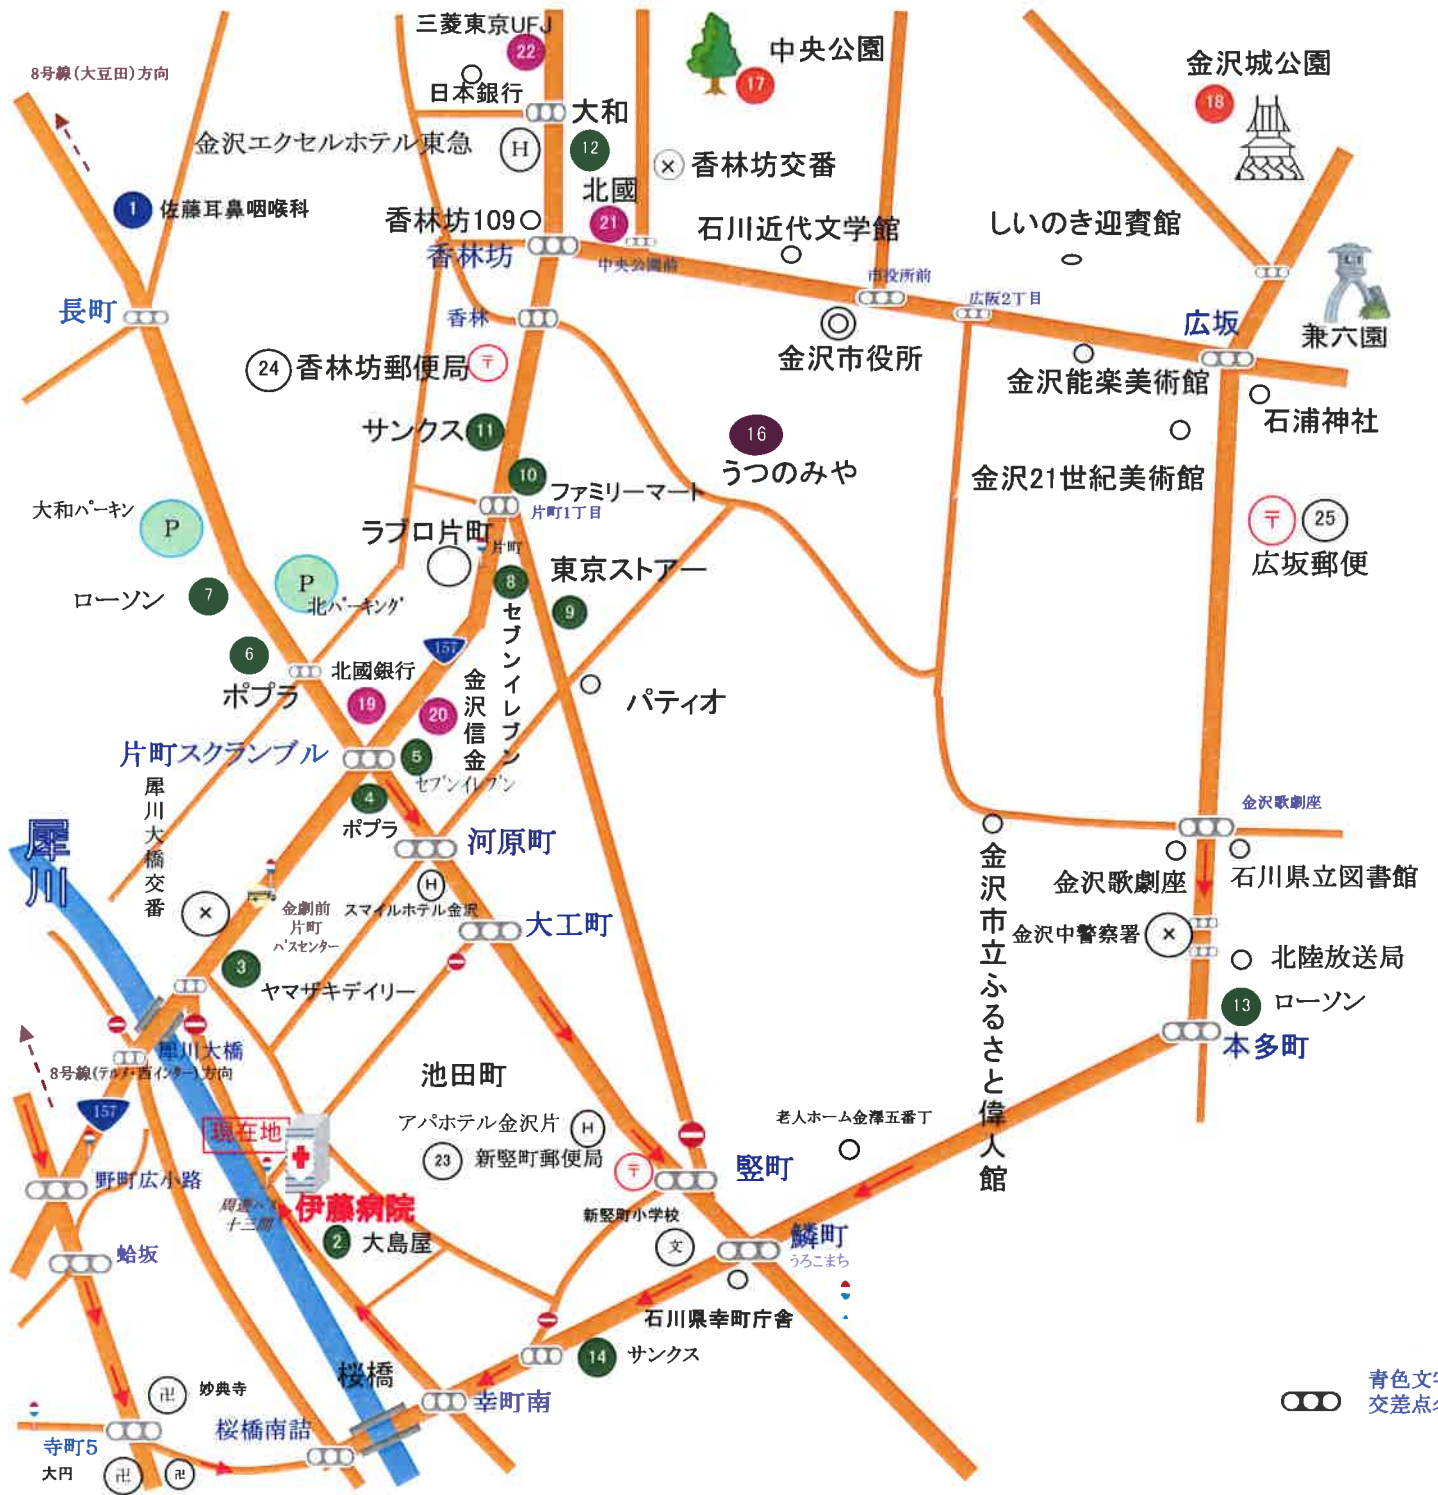 三菱東京UFJ
22
日本銀行
8号線(大豆田)方向
金沢エクセルホテル東急
H
大和
12
中央公園
17
金沢城公園
18
1
佐藤耳鼻咽喉科
北國
21
香林坊交番
香林坊109
香林坊
中央公園前
石川近代文学館
しいのき迎賓館
市役所前
広阪2丁目
長町
香林
広坂
兼六園
24
香林坊郵便局
〒
金沢市役所
金沢能楽美術館
石浦神社
サンクス
11
16
うつのみや
金沢21世紀美術館
10
ファミリーマート
片町1丁目
大和パーキン
P
ラブロ片町
片町
〒
25
広坂郵便
8
東京ストアー
9
ローソン
7
P
北パーキング
セブンイレブン
157
6
ポプラ
北國銀行
19
20
金沢信金
パティオ
片町スクランブル
5
セブンイレブン
4
ポプラ
河原町
犀川大橋交番
犀川
金沢歌劇座
金沢市立ふるさと偉人館
金沢歌劇座
石川県立図書館
H
スマイルホテル金沢
金劇前
片町
バスセンター
大工町
金沢中警察署
北陸放送局
3
ヤマザキデイリー
13
ローソン
本多町
犀川大橋
8号線(テルメ・西インター)方向
157
池田町
アパホテル金沢片
H
23
新竪町郵便局
〒
老人ホーム金澤五番丁
現在地
野町広小路
竪町
周遊バス
十三間
伊藤病院
2
大島屋
新竪町小学校
文
鱗町
うろこまち
蛤坂
石川県幸町庁舎
14
サンクス
桜橋
卍
妙典寺
幸町南
桜橋南詰
寺町5
大円
卍
卍
青色文字
交差点名